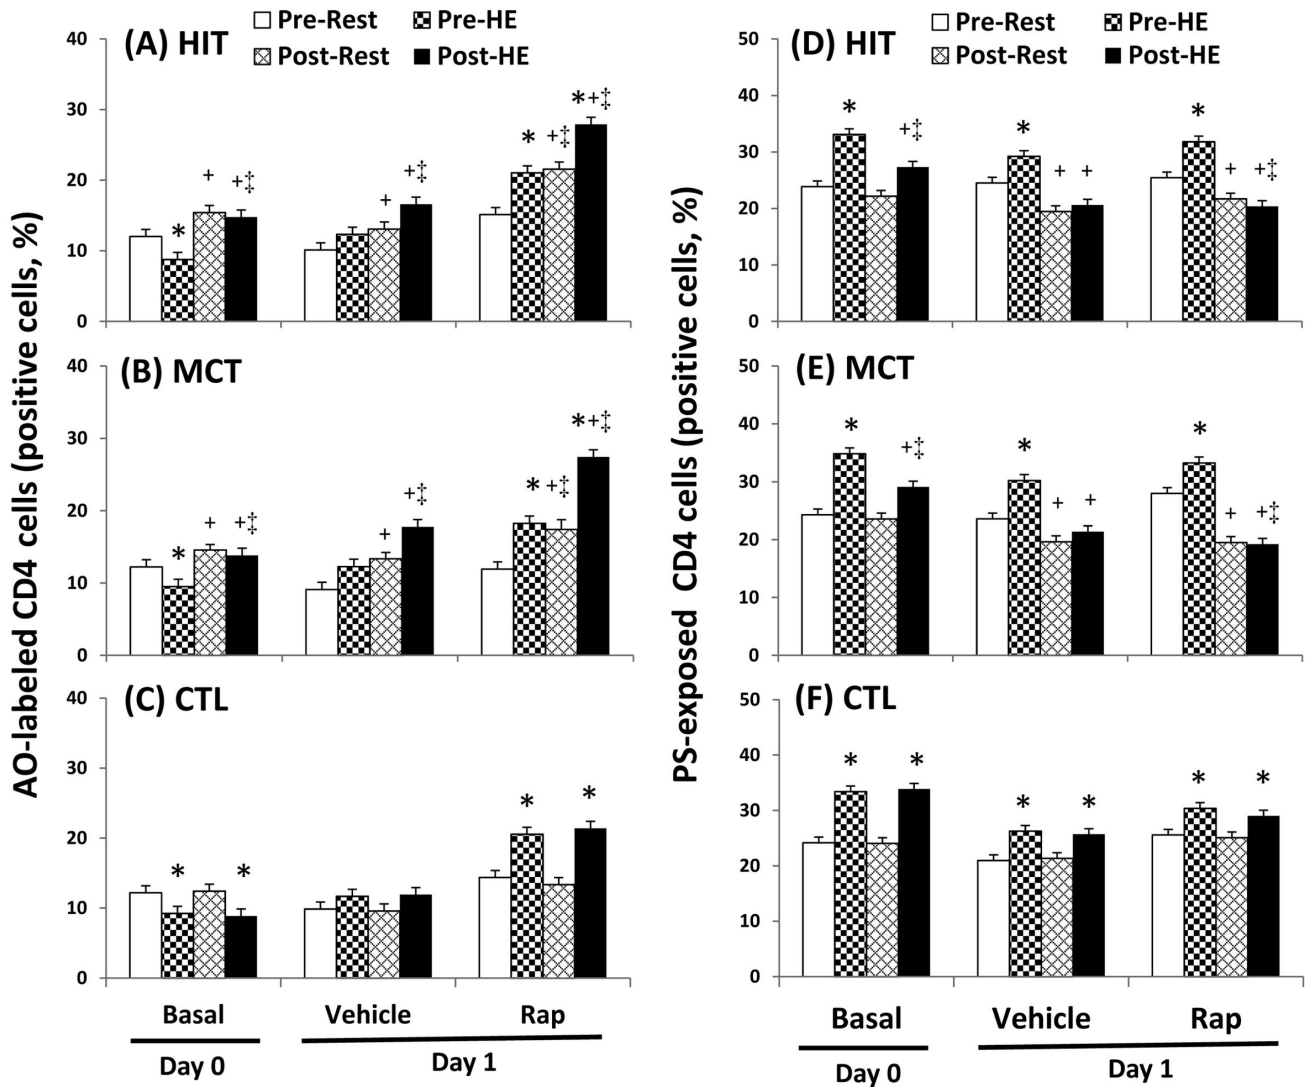 (A) HIT
Pre-Rest
Pre-HE
Post-Rest
Post-HE
40
30
20
10
0
*
+
+‡
+
+‡
*
+‡
*+‡
(B) MCT
40
30
20
10
0
*
+
+‡
+
+‡
*
+‡
*+‡
(C) CTL
40
30
20
10
0
*
*
*
*
Basal
Vehicle
Rap
Day 0
Day 1
AO-labeled CD4 cells (positive cells, %)
(D) HIT
Pre-Rest
Pre-HE
Post-Rest
Post-HE
50
40
30
20
10
0
*
+‡
*
+
+
*
+
+‡
(E) MCT
50
40
30
20
10
0
*
+‡
*
+
+
*
+
+‡
(F) CTL
50
40
30
20
10
0
*
*
*
*
*
*
Basal
Vehicle
Rap
Day 0
Day 1
PS-exposed CD4 cells (positive cells, %)